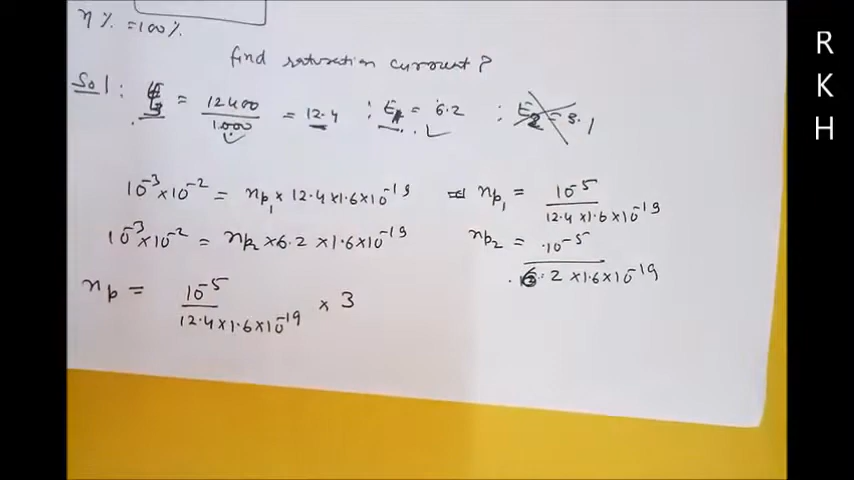 η % = 100 %.
find saturation current ?
Sol : = 12400 / 1000 = 12.4 ; E = 6.2 ; E2 = 3.1
10^-3 × 10^-2 = np1 × 12.4 × 1.6 × 10^-19 ⇒ np1 = 10^-5 / 12.4 × 1.6 × 10^-19
10^-3 × 10^-2 = np2 × 6.2 × 1.6 × 10^-19 np2 = 10^-5 / 6.2 × 1.6 × 10^-19
np = 10^-5 / 12.4 × 1.6 × 10^-19 × 3
R
K
H